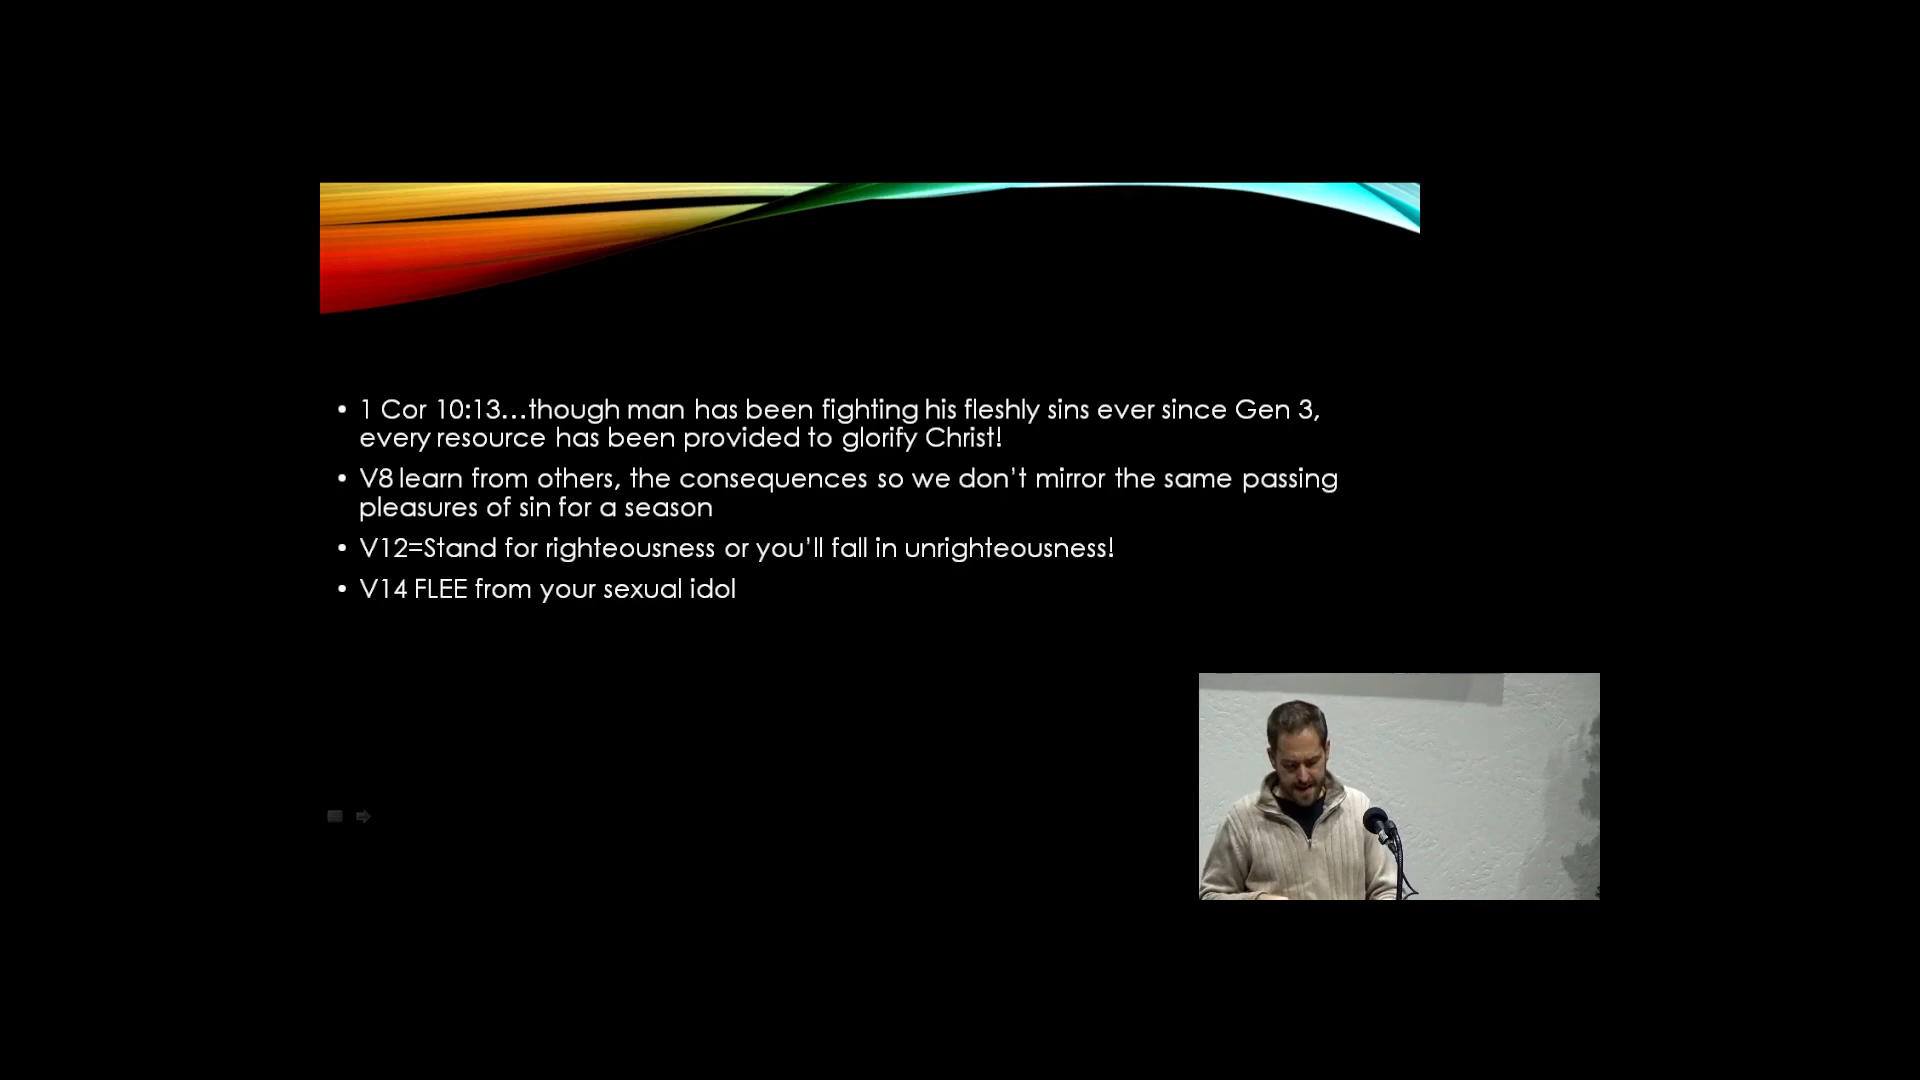 • 1 Cor 10:13…though man has been fighting his fleshly sins ever since Gen 3,
every resource has been provided to glorify Christ!
• V8 learn from others, the consequences so we don’t mirror the same passing
pleasures of sin for a season
• V12=Stand for righteousness or you’ll fall in unrighteousness!
• V14 FLEE from your sexual idol